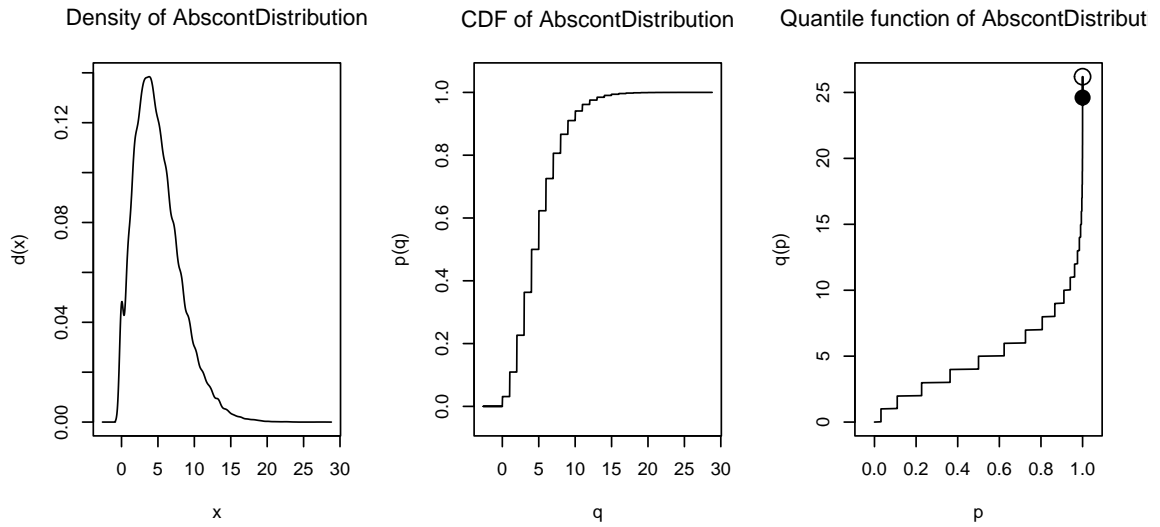 Density of AbscontDistribution
d(x)
0.00
0.04
0.08
0.12
0 5 10 15 20 25 30
x
CDF of AbscontDistribution
p(q)
0.0
0.2
0.4
0.6
0.8
1.0
0 5 10 15 20 25 30
q
Quantile function of AbscontDistribut
q(p)
0
5
10
15
20
25
0.0 0.2 0.4 0.6 0.8 1.0
p